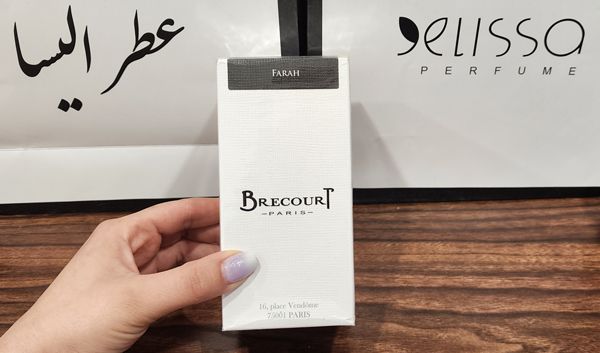 عطر اليسا
elissa
PERFUME
FARAH
BRECOURT
PARIS
16, place Vendôme
75001 PARIS